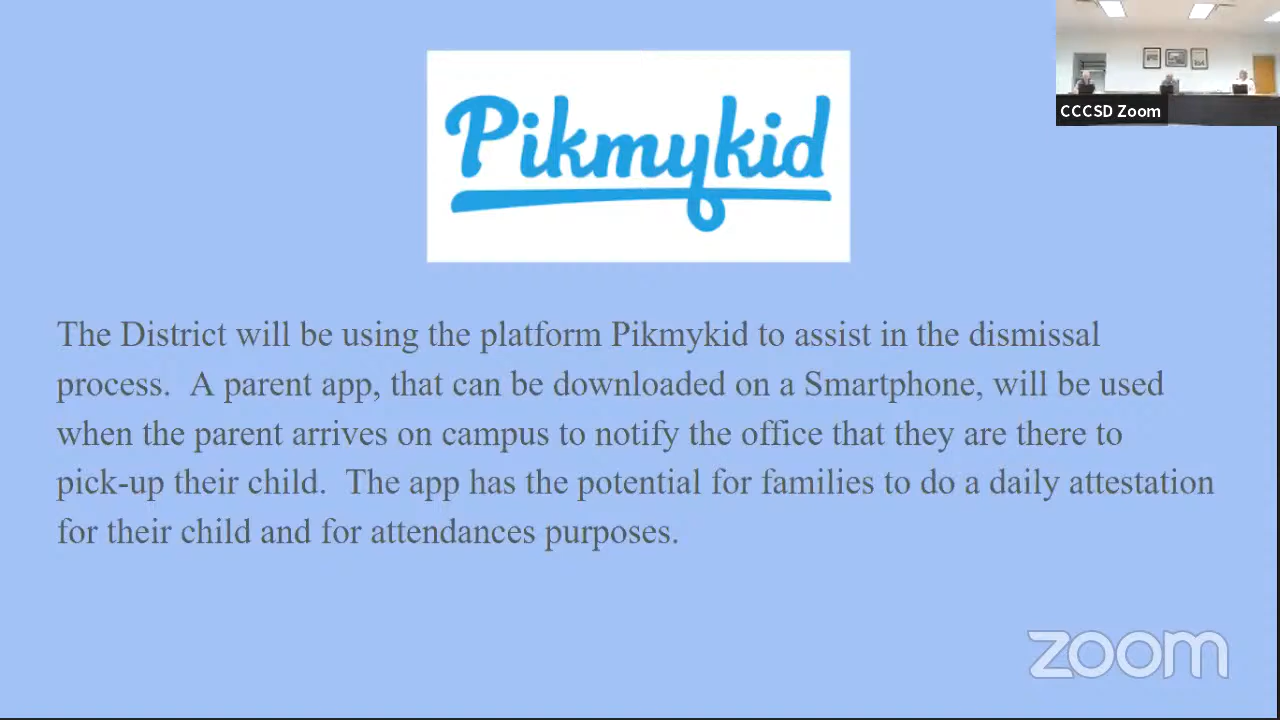 Pikmykid
CCCSD Zoom
The District will be using the platform Pikmykid to assist in the dismissal
process.  A parent app, that can be downloaded on a Smartphone, will be used
when the parent arrives on campus to notify the office that they are there to
pick-up their child.  The app has the potential for families to do a daily attestation
for their child and for attendances purposes.
zoom